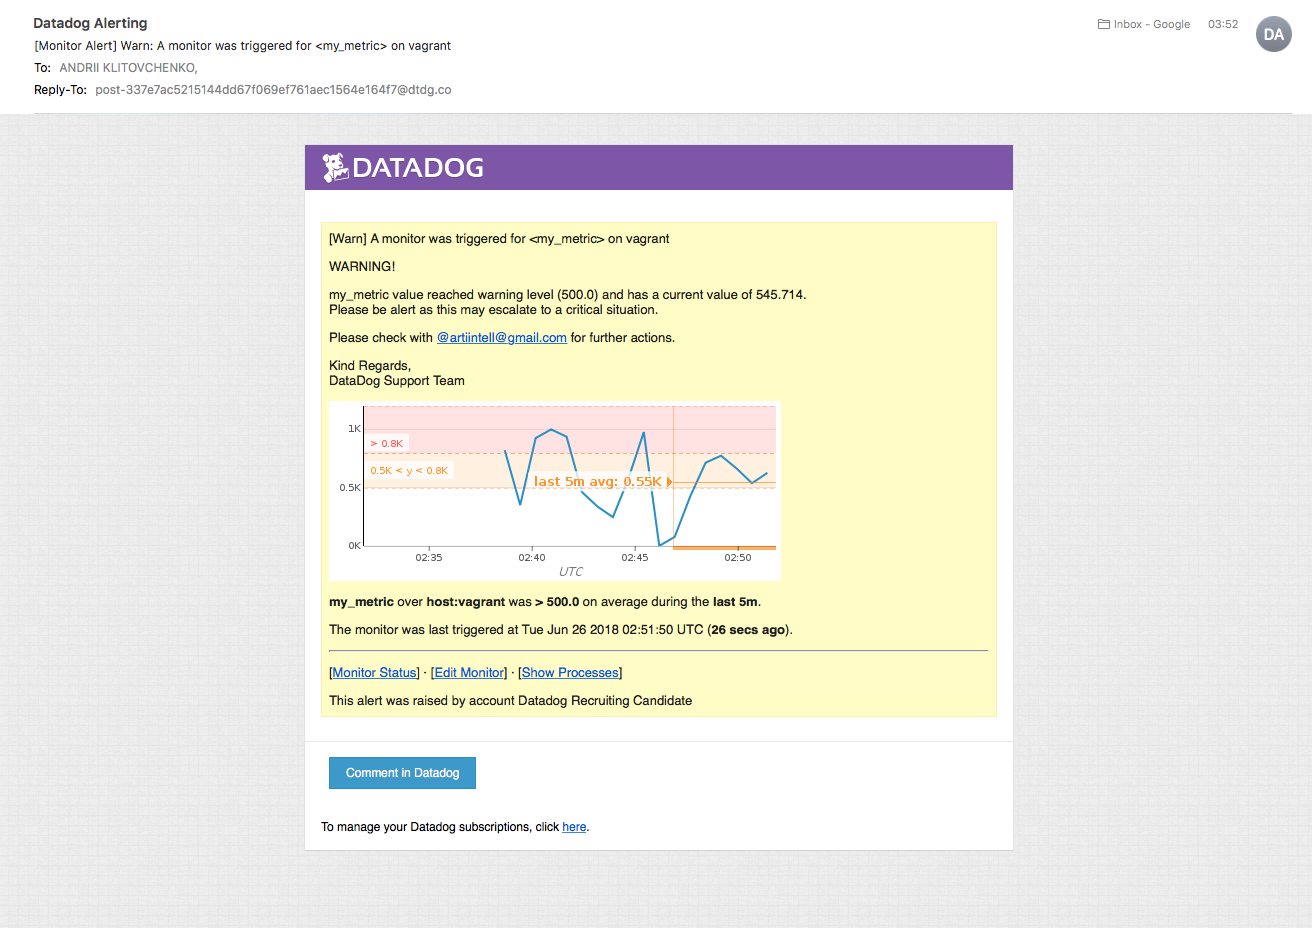 Datadog Alerting
Inbox - Google 03:52 DA
[Monitor Alert] Warn: A monitor was triggered for <my_metric> on vagrant
To: ANDRII KLITOVCHENKO,
Reply-To: post-337e7ac5215144dd67f069ef761aec1564e164f7@dtdg.co
DATADOG
[Warn] A monitor was triggered for <my_metric> on vagrant
WARNING!
my_metric value reached warning level (500.0) and has a current value of 545.714.
Please be alert as this may escalate to a critical situation.
Please check with @artiintell@gmail.com for further actions.
Kind Regards,
DataDog Support Team
1K
> 0.8K
0.5K < y < 0.8K
last 5m avg: 0.55K
0.5K
0K
02:35 02:40 02:45 02:50
UTC
my_metric over host:vagrant was > 500.0 on average during the last 5m.
The monitor was last triggered at Tue Jun 26 2018 02:51:50 UTC (26 secs ago).
[Monitor Status] · [Edit Monitor] · [Show Processes]
This alert was raised by account Datadog Recruiting Candidate
Comment in Datadog
To manage your Datadog subscriptions, click here.